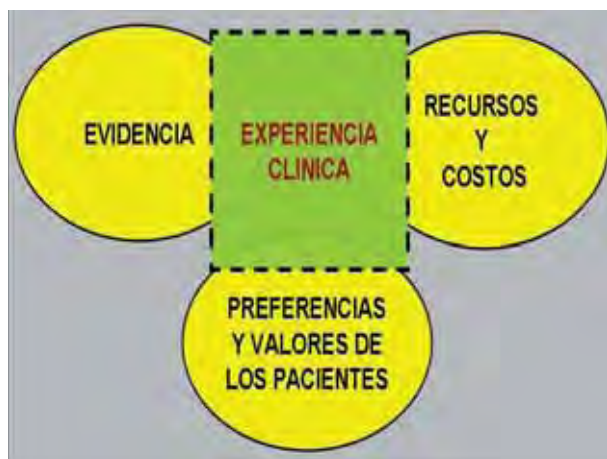 EVIDENCIA
EXPERIENCIA
CLINICA
RECURSOS
Y
COSTOS
PREFERENCIAS
Y VALORES DE
LOS PACIENTES